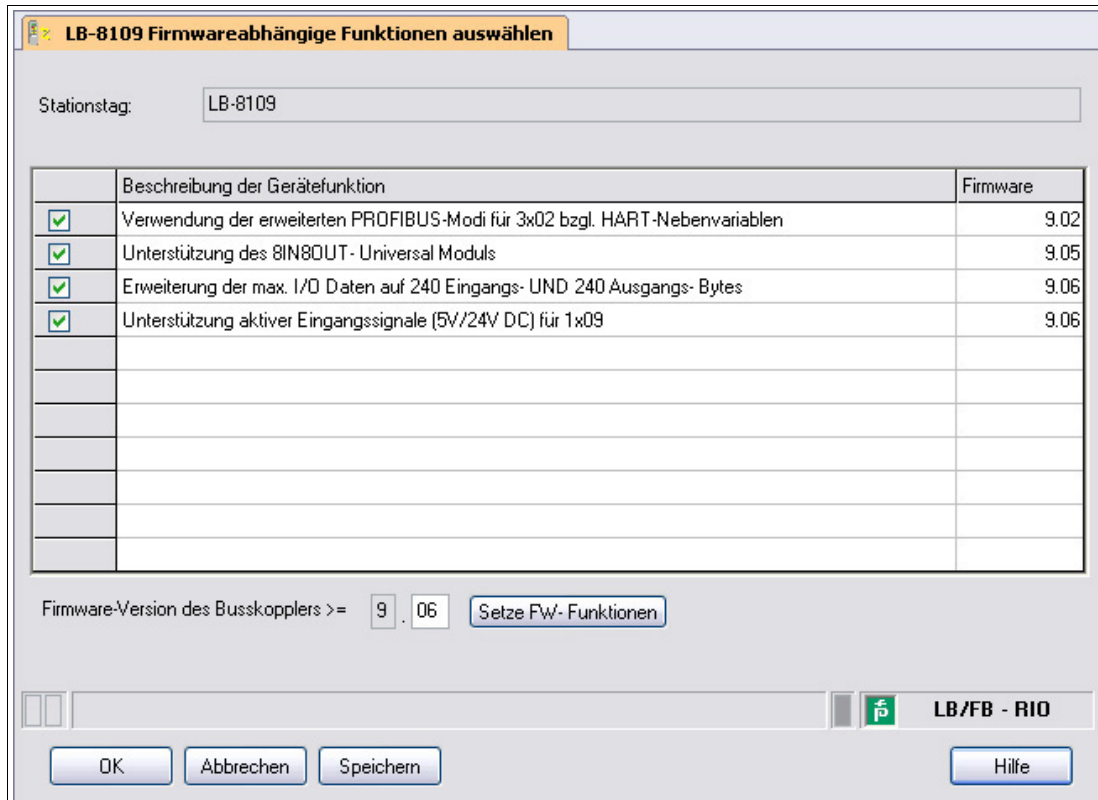 LB-8109 Firmwareabhängige Funktionen auswählen
Stationstag: LB-8109
Beschreibung der Gerätefunktion Firmware
Verwendung der erweiterten PROFIBUS-Modi für 3x02 bzgl. HART-Nebenvariablen 9.02
Unterstützung des 8IN8OUT- Universal Moduls 9.05
Erweiterung der max. I/O Daten auf 240 Eingangs- UND 240 Ausgangs- Bytes 9.06
Unterstützung aktiver Eingangssignale (5V/24V DC) für 1x09 9.06
Firmware-Version des Busskopplers >= 9 . 06 Setze FW- Funktionen
LB/FB - RIO
OK Abbrechen Speichern Hilfe